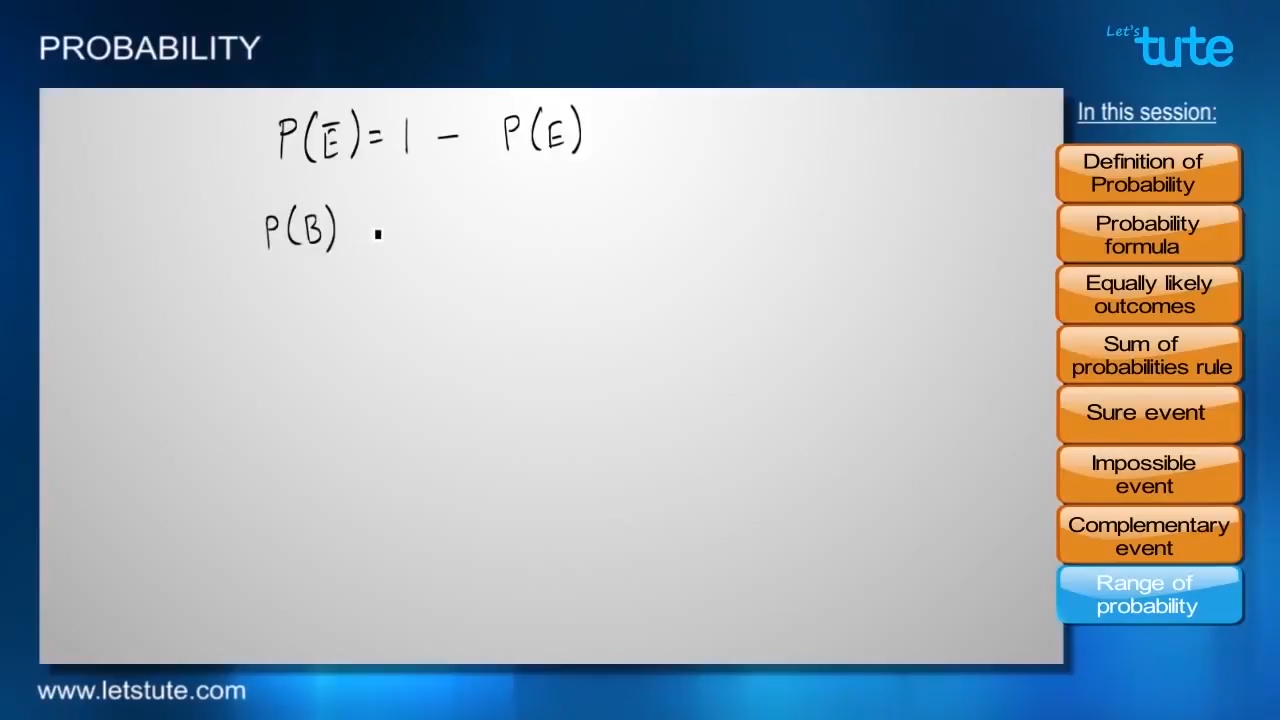 PROBABILITY
Let's
tute
P(Ē) = 1 − P(E)
P(B)
In this session:
Definition of
Probability
Probability
formula
Equally likely
outcomes
Sum of
probabilities rule
Sure event
Impossible
event
Complementary
event
Range of
probability
www.letstute.com